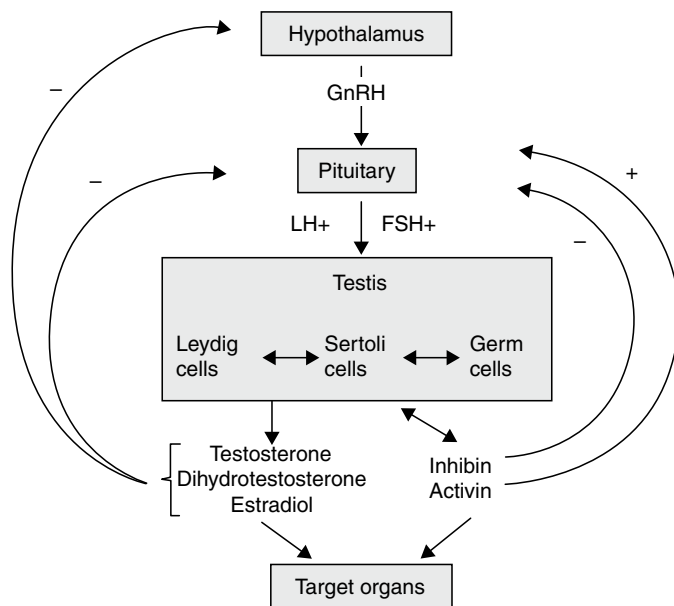 Hypothalamus
–
GnRH
–
+
Pituitary
LH+ FSH+
–
Testis
Leydig Sertoli Germ
cells cells cells
Testosterone
Dihydrotestosterone
Estradiol
Inhibin
Activin
Target organs